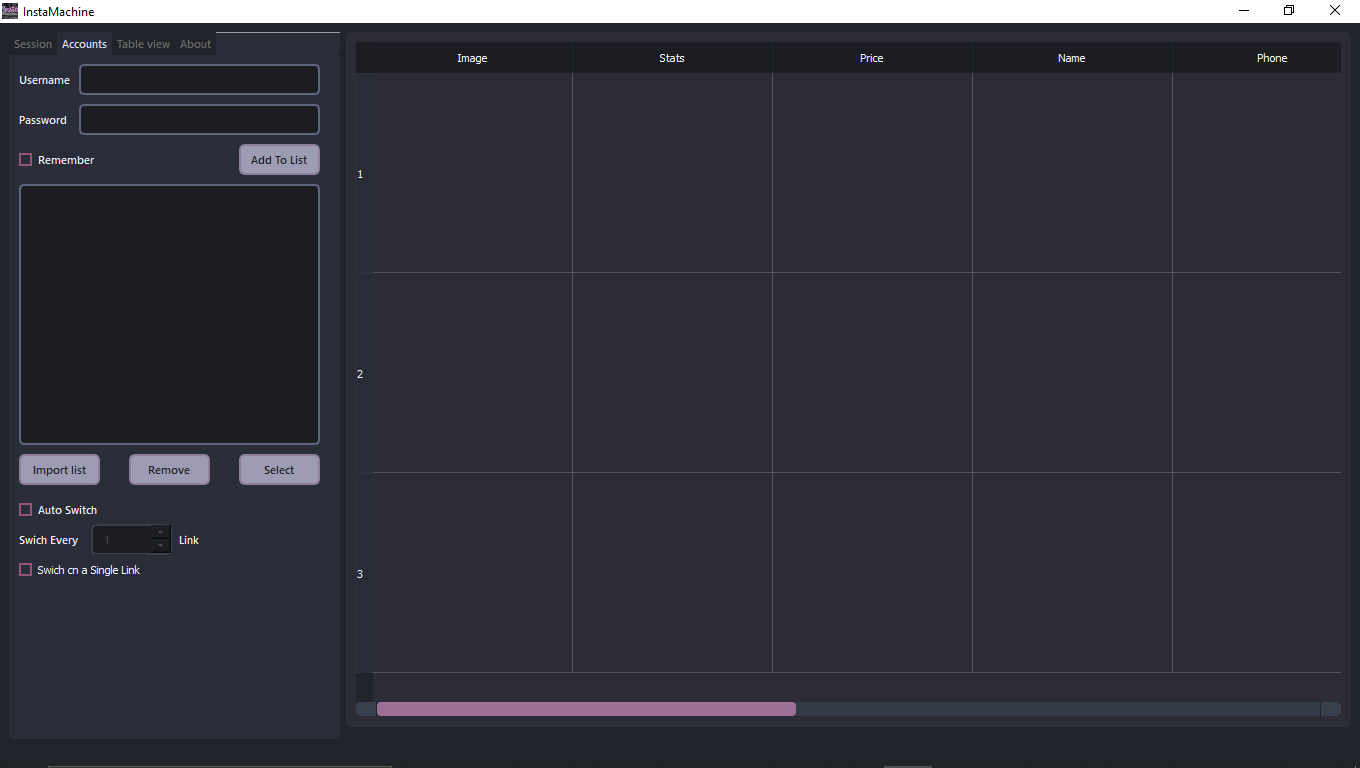 InstaMachine
Session Accounts Table view About
Username
Password
Remember Add To List
Import list Remove Select
Auto Switch
Swich Every 1 Link
Swich cn a Single Link
Image Stats Price Name Phone
1
2
3